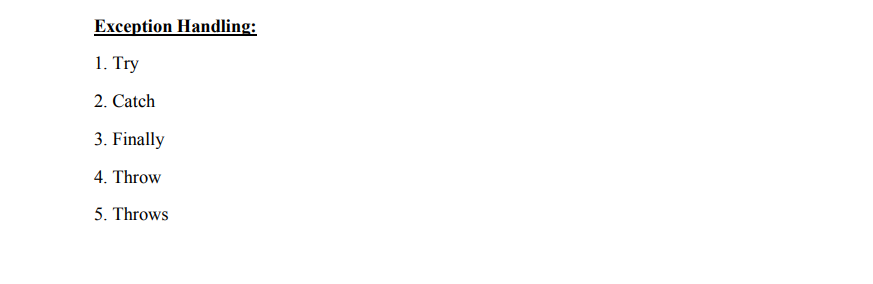 Exception Handling:
1. Try
2. Catch
3. Finally
4. Throw
5. Throws